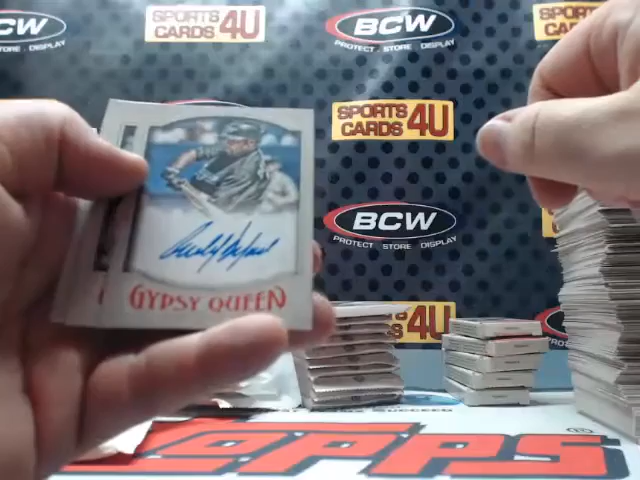 BCW
DISPLAY
SPORTS
CARDS 4U
BCW
PROTECT STORE DISPLAY
SPORTS
CARDS
SPORTS
CARDS 4U
BCW
PROTECT STORE DISPLAY
GYPSY QUEEN
4U
TOPPS